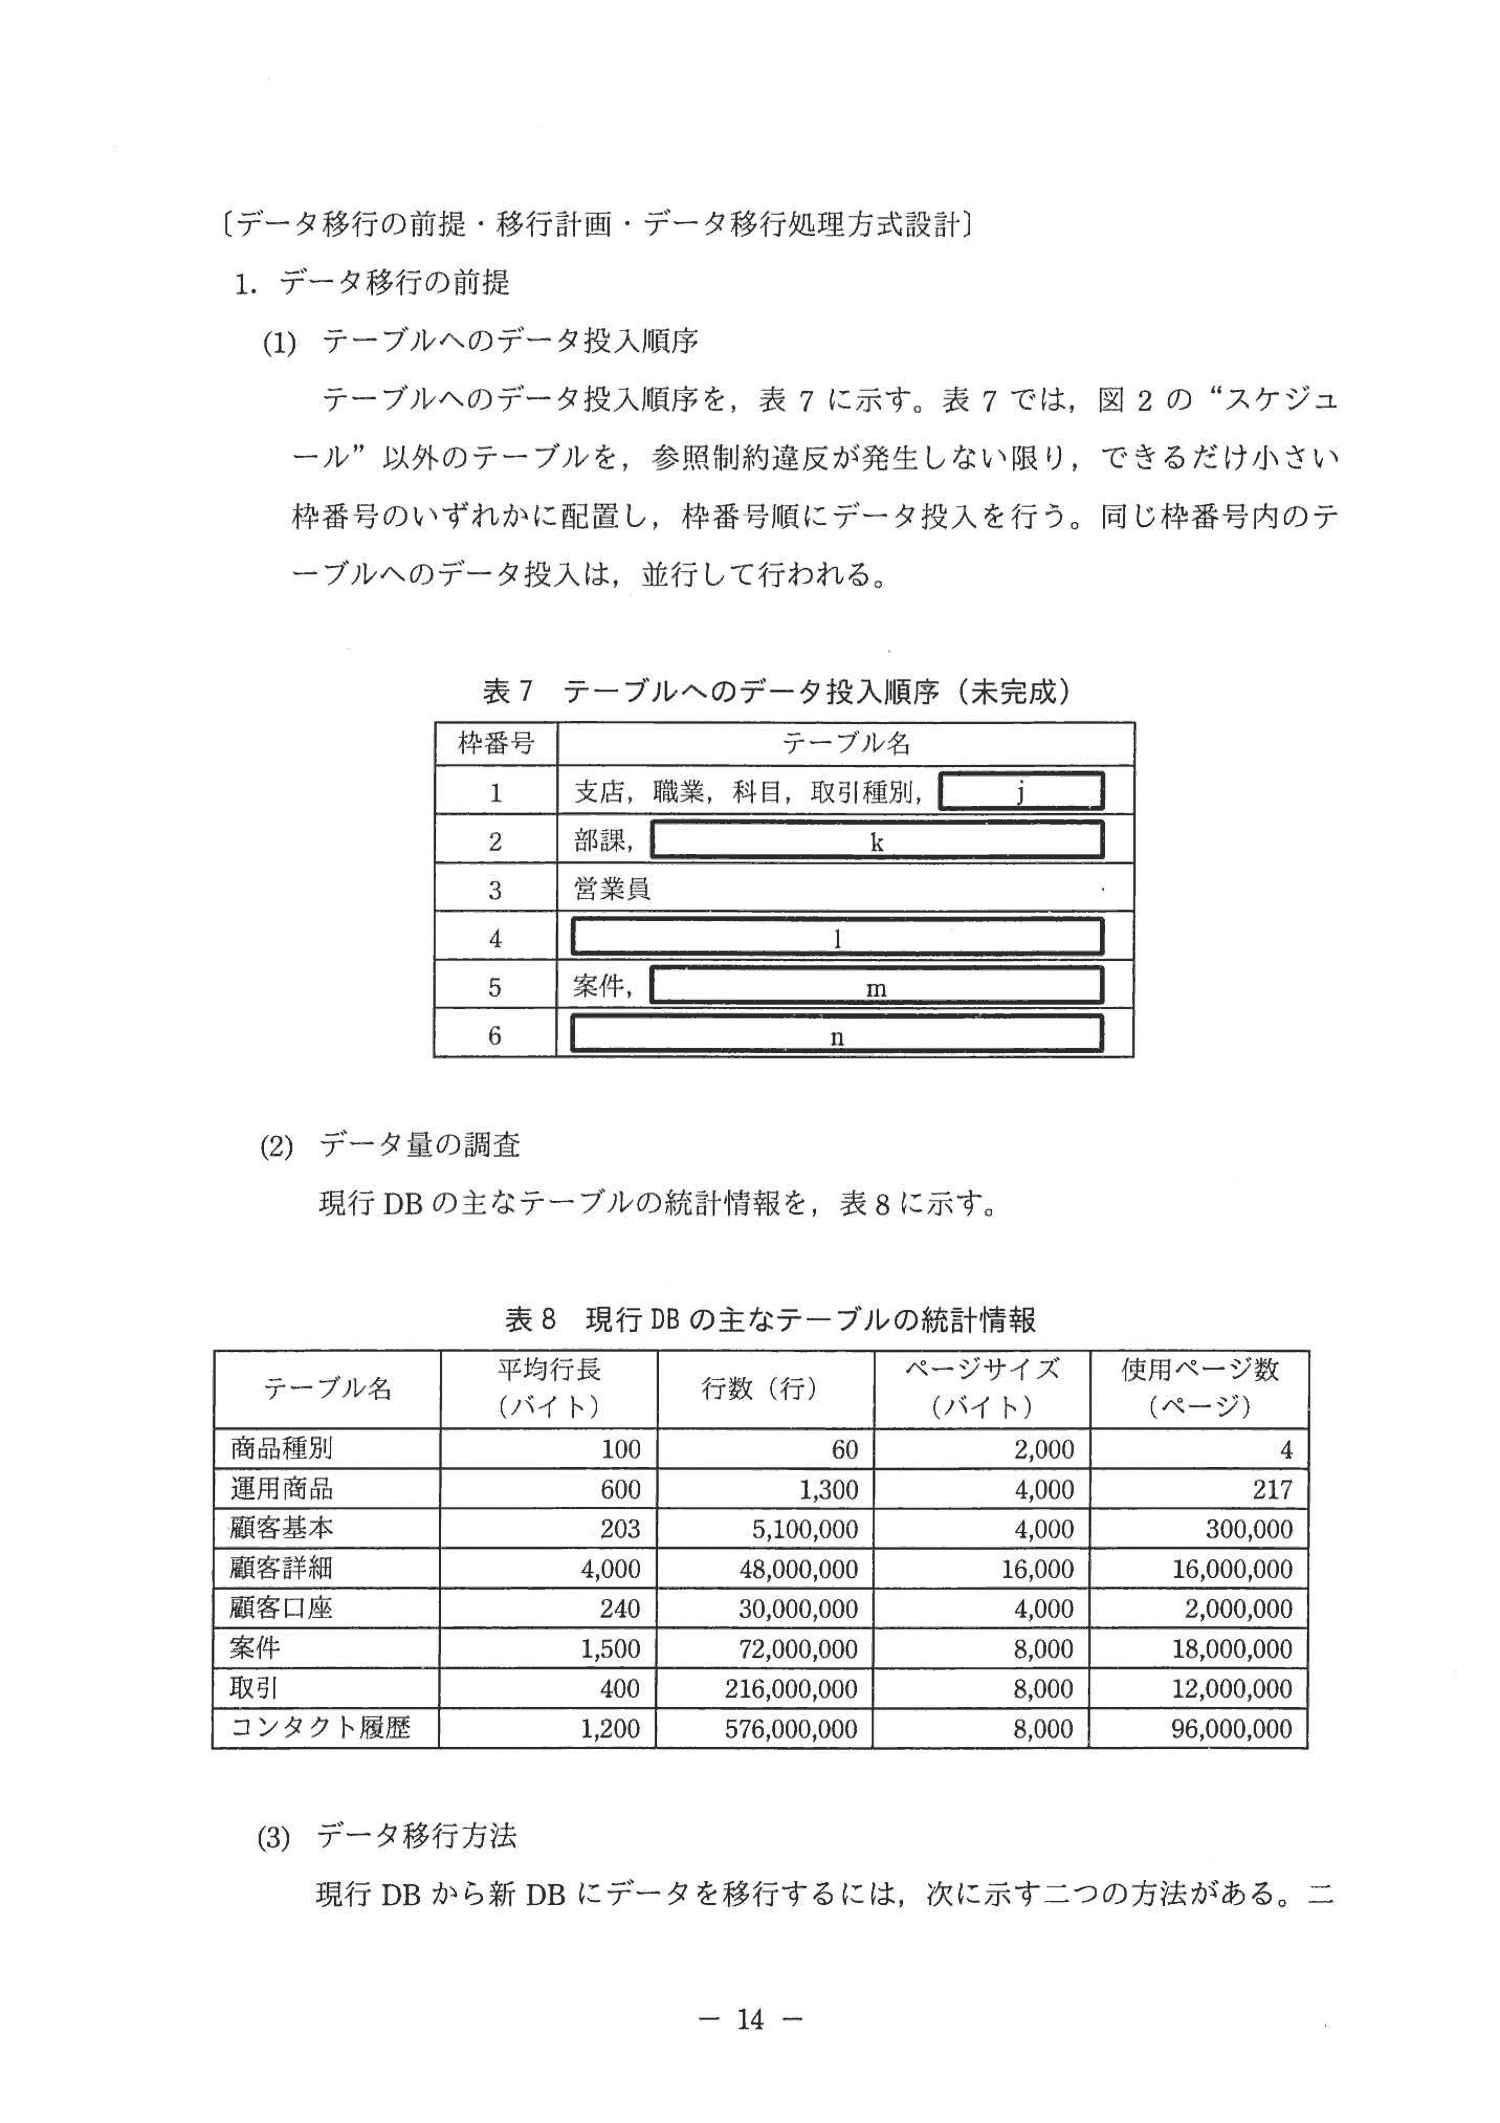 〔データ移行の前提・移行計画・データ移行処理方式設計〕
1. データ移行の前提
(1) テーブルへのデータ投入順序
テーブルへのデータ投入順序を，表 7 に示す。表 7 では，図 2 の“スケジュ
ール”以外のテーブルを，参照制約違反が発生しない限り，できるだけ小さい
枠番号のいずれかに配置し，枠番号順にデータ投入を行う。同じ枠番号内のテ
ーブルへのデータ投入は，並行して行われる。
表 7 テーブルへのデータ投入順序（未完成）
枠番号 テーブル名
1 支店，職業，科目，取引種別， j
2 部課， k
3 営業員
4 l
5 案件， m
6 n
(2) データ量の調査
現行 DB の主なテーブルの統計情報を，表 8 に示す。
表 8 現行 DB の主なテーブルの統計情報
テーブル名 平均行長（バイト） 行数（行） ページサイズ（バイト） 使用ページ数（ページ）
商品種別 100 60 2,000 4
運用商品 600 1,300 4,000 217
顧客基本 203 5,100,000 4,000 300,000
顧客詳細 4,000 48,000,000 16,000 16,000,000
顧客口座 240 30,000,000 4,000 2,000,000
案件 1,500 72,000,000 8,000 18,000,000
取引 400 216,000,000 8,000 12,000,000
コンタクト履歴 1,200 576,000,000 8,000 96,000,000
(3) データ移行方法
現行 DB から新 DB にデータを移行するには，次に示す二つの方法がある。二
－ 14 －